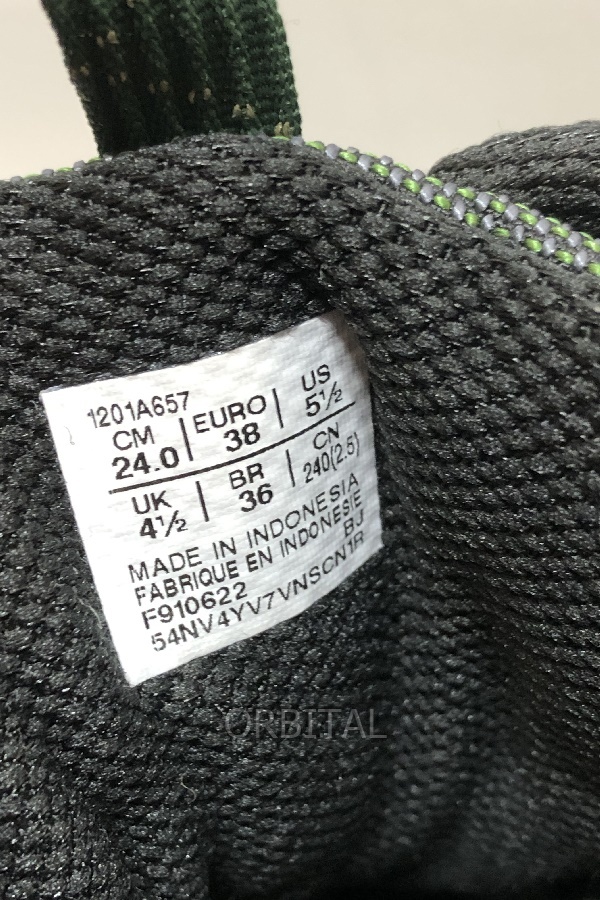 1201A657
CM | EURO | US
24.0 | 38 | 5½
UK | BR | CN
4½ | 36 | 240(2.5)
MADE IN INDONESIA
FABRIQUE EN INDONESIE
F910622 BJ
54NV4YV7VNSCN1R
ORBITAL